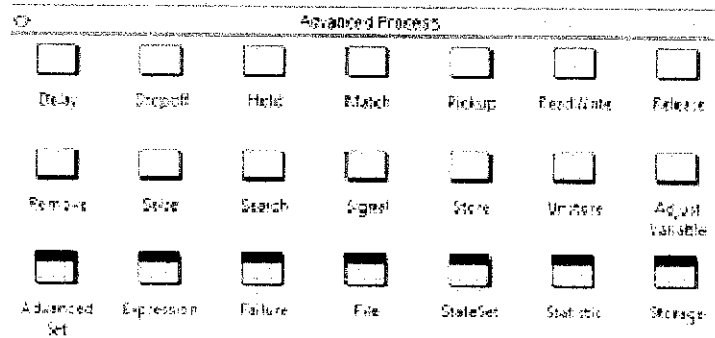 Advanced Process
Delay Dropoff Hold Match Pickup ReadWrite Release
Remove Seize Search Signal Store Unstore Adjust
Variable
Advanced Expression Failure File StateSet Statistic Storage
Set